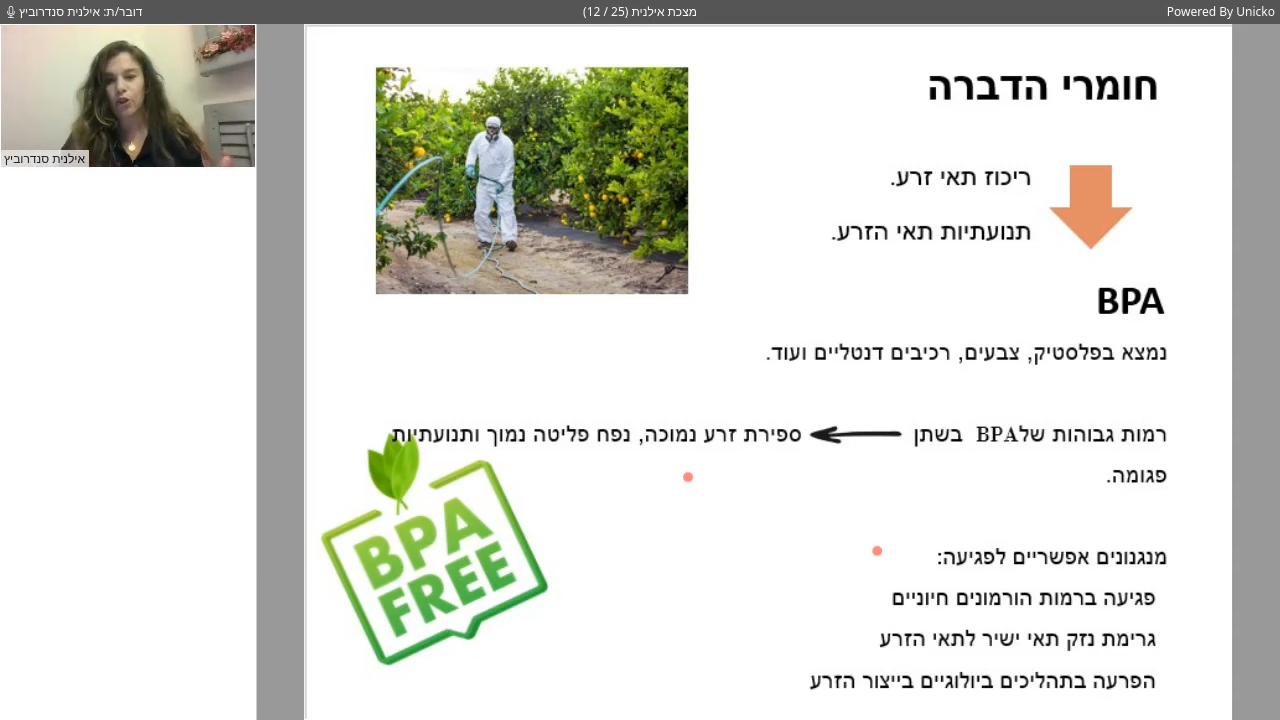 דובר/ת: אילנית סנדרוביץ
מצכת אילנית (25 / 12)
Powered By Unicko
אילנית סנדרוביץ
חומרי הדברה
ריכוז תאי זרע.
תנועתיות תאי הזרע.
BPA
נמצא בפלסטיק, צבעים, רכיבים דנטליים ועוד.
רמות גבוהות שלBPA בשתן ספירת זרע נמוכה, נפח פליטה נמוך ותנועתיות
פגומה.
BPA
FREE
מנגנונים אפשריים לפגיעה:
פגיעה ברמות הורמונים חיוניים
גרימת נזק תאי ישיר לתאי הזרע
הפרעה בתהליכים ביולוגיים בייצור הזרע